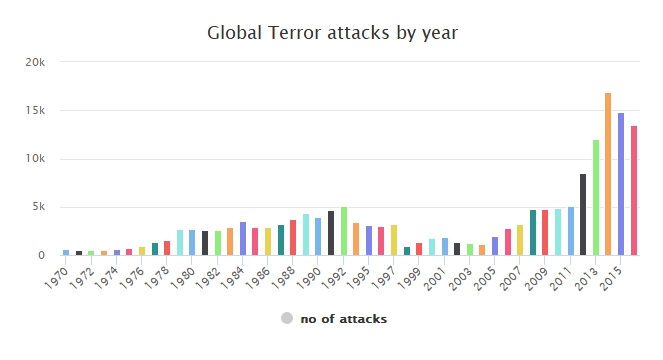 Global Terror attacks by year
20k
15k
10k
5k
0
1970 1972 1974 1976 1978 1980 1982 1984 1986 1988 1990 1992 1995 1997 1999 2001 2003 2005 2007 2009 2011 2013 2015
no of attacks